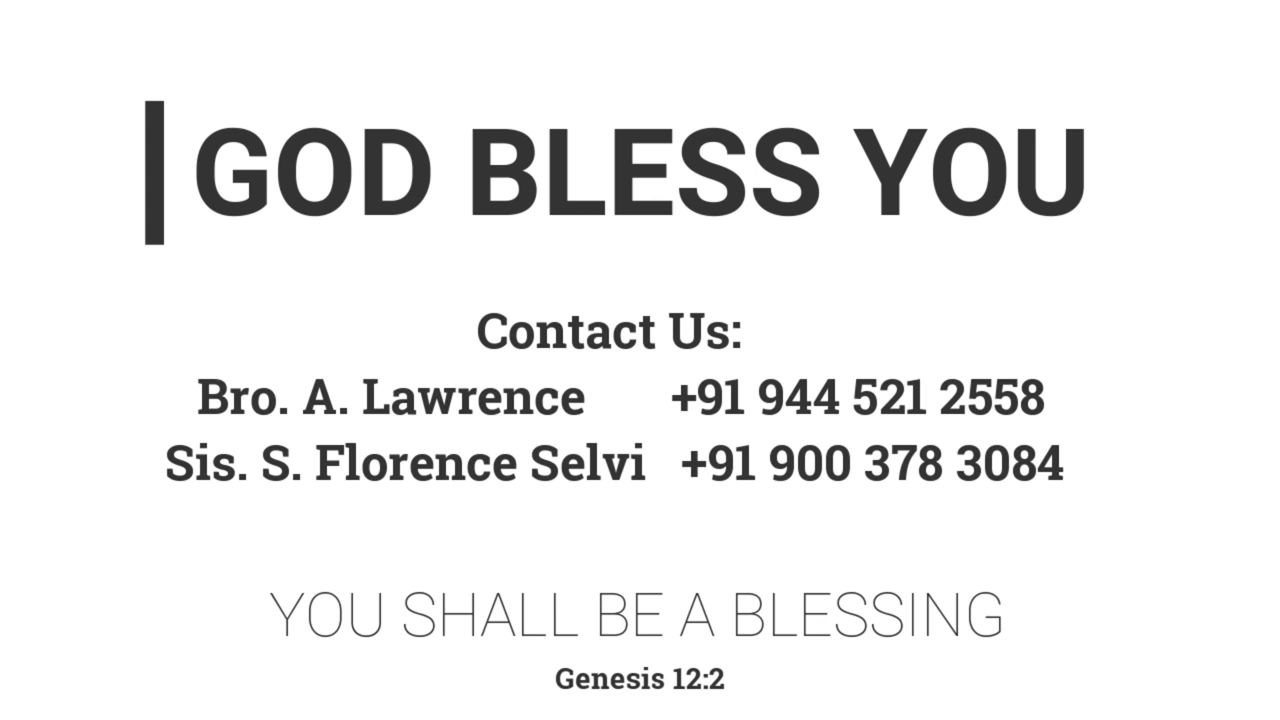 GOD BLESS YOU
Contact Us:
Bro. A. Lawrence +91 944 521 2558
Sis. S. Florence Selvi +91 900 378 3084
YOU SHALL BE A BLESSING
Genesis 12:2